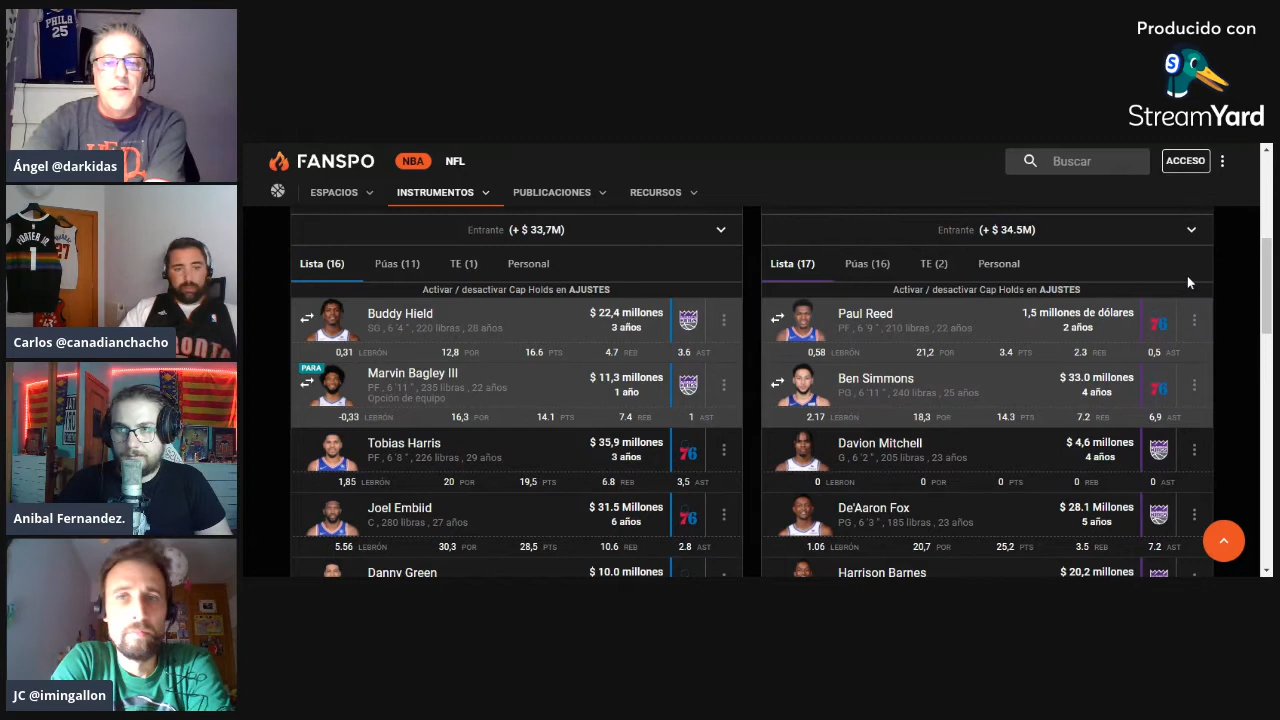 Producido con
StreamYard
PHILA
25
Ángel @darkidas
PORTER JR.
1
27
Carlos @canadianchacho
Anibal Fernandez.
JC @imingallon
FANSPO
NBA
NFL
Buscar
ACCESO
ESPACIOS
INSTRUMENTOS
PUBLICACIONES
RECURSOS
Entrante (+ $ 33,7M)
Lista (16)
Púas (11)
TE (1)
Personal
Activar / desactivar Cap Holds en AJUSTES
Buddy Hield
$ 22,4 millones
SG , 6 '4 " , 220 libras , 28 años
3 años
0,31 LEBRÓN 12,8 POR 16.6 PTS 4.7 REB 3.6 AST
PARA
Marvin Bagley III
$ 11,3 millones
PF , 6 '11 " , 235 libras , 22 años
1 año
Opción de equipo
-0,33 LEBRÓN 16,3 POR 14.1 PTS 7.4 REB 1 AST
Tobias Harris
$ 35,9 millones
PF , 6 '8 " , 226 libras , 29 años
3 años
76
1,85 LEBRÓN 20 POR 19,5 PTS 6.8 REB 3,5 AST
Joel Embiid
$ 31.5 Millones
C , 280 libras , 27 años
6 años
76
5.56 LEBRÓN 30,3 POR 28,5 PTS 10.6 REB 2.8 AST
Danny Green
$ 10.0 millones
Entrante (+ $ 34.5M)
Lista (17)
Púas (16)
TE (2)
Personal
Activar / desactivar Cap Holds en AJUSTES
Paul Reed
1,5 millones de dólares
PF , 6 '9 " , 210 libras , 22 años
2 años
76
0,58 LEBRÓN 21,2 POR 3.4 PTS 2.3 REB 0,5 AST
Ben Simmons
$ 33.0 millones
PG , 6 '11 " , 240 libras , 25 años
4 años
76
2.17 LEBRÓN 18,3 POR 14.3 PTS 7.2 REB 6,9 AST
Davion Mitchell
$ 4,6 millones
G , 6 '2 " , 205 libras , 23 años
4 años
0 LEBRÓN 0 POR 0 PTS 0 REB 0 AST
De'Aaron Fox
$ 28.1 Millones
PG , 6 '3 " , 185 libras , 23 años
5 años
1.06 LEBRÓN 20,7 POR 25,2 PTS 3.5 REB 7.2 AST
Harrison Barnes
$ 20,2 millones